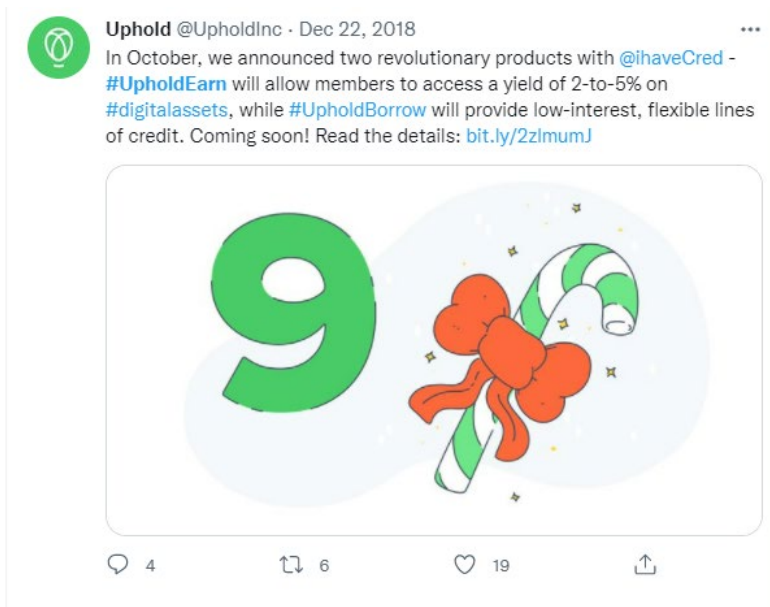 Uphold @UpholdInc · Dec 22, 2018
In October, we announced two revolutionary products with @ihaveCred -
#UpholdEarn will allow members to access a yield of 2-to-5% on
#digitalassets, while #UpholdBorrow will provide low-interest, flexible lines
of credit. Coming soon! Read the details: bit.ly/2zlmumJ
9
4 6 19